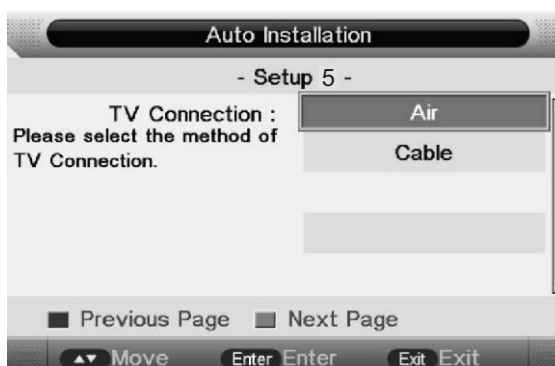 Auto Installation
- Setup 5 -
TV Connection :
Please select the method of
TV Connection.
Air
Cable
Previous Page Next Page
Move Enter Enter Exit Exit